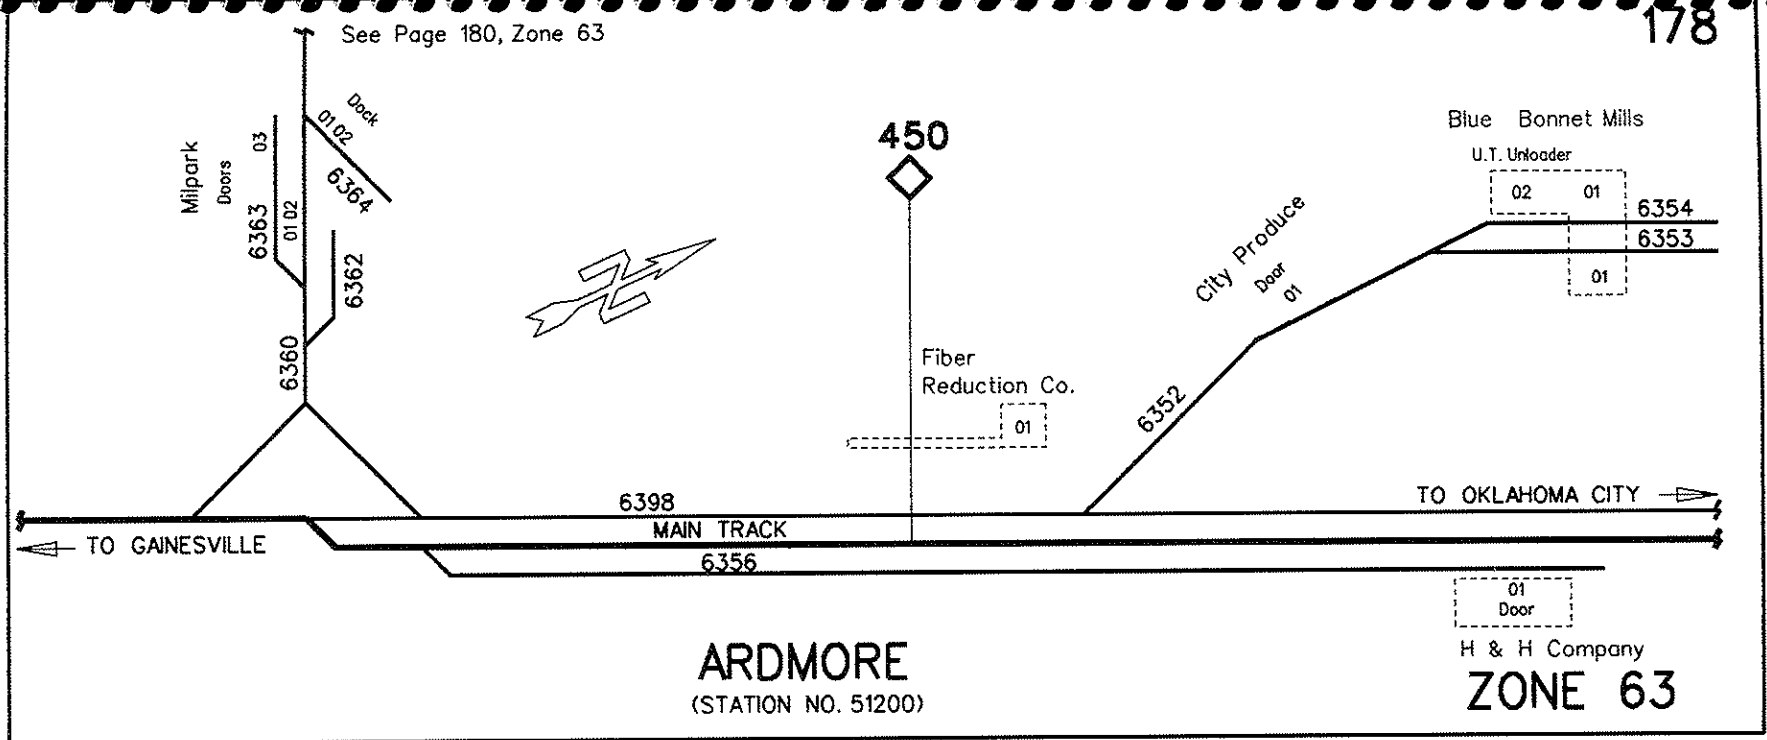 178
See Page 180, Zone 63
Dock
01 02
6364
Milpark
Doors
03
6363
01 02
6362
6360
450
N
City Produce
Door
01
Blue Bonnet Mills
U.T. Unloader
02 01
6354
6353
01
Fiber
Reduction Co.
01
6352
6398
TO OKLAHOMA CITY
MAIN TRACK
TO GAINESVILLE
6356
01
Door
H & H Company
ARDMORE
(STATION NO. 51200)
ZONE 63